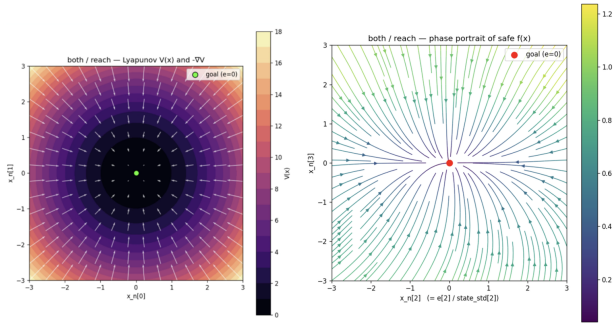 both / reach — Lyapunov V(x) and -∇V
goal (e=0)
3
2
1
0
−1
−2
−3
x_n[1]
−3 −2 −1 0 1 2 3
x_n[0]
18
16
14
12
10
8
6
4
2
0
V(x)
both / reach — phase portrait of safe f(x)
goal (e=0)
3
2
1
0
−1
−2
−3
x_n[3]
−3 −2 −1 0 1 2 3
x_n[2] (= e[2] / state_std[2])
1.2
1.0
0.8
0.6
0.4
0.2